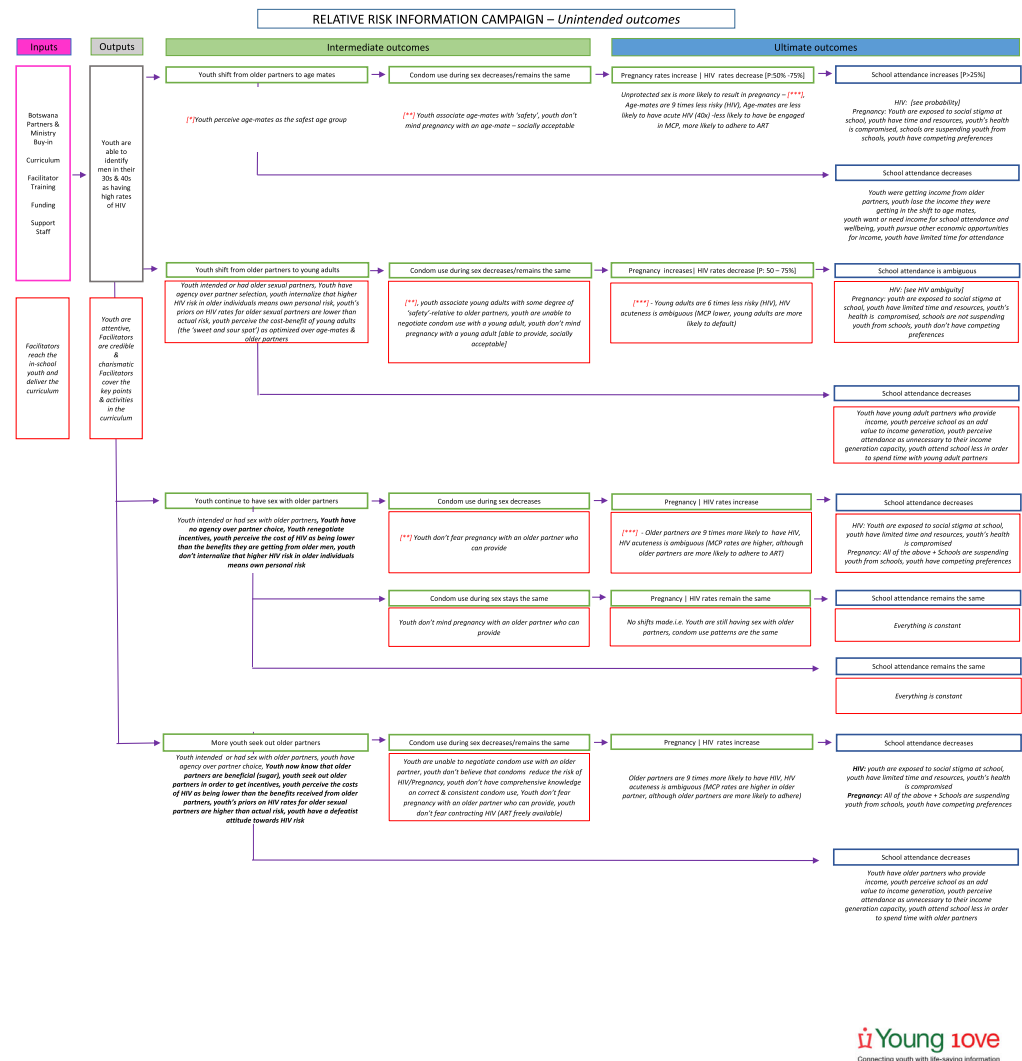 RELATIVE RISK INFORMATION CAMPAIGN – Unintended outcomes
Inputs
Outputs
Intermediate outcomes
Ultimate outcomes
Botswana
Partners &
Ministry
Buy-in
Curriculum
Facilitator
Training
Funding
Support
Staff
Facilitators
reach the
in-school
youth and
deliver the
curriculum
Youth are
able to
identify
men in their
30s & 40s
as having
high rates
of HIV
Youth are
attentive,
Facilitators
are credible
&
charismatic
Facilitators
cover the
key points
& activities
in the
curriculum
Youth shift from older partners to age mates
[*]Youth perceive age-mates as the safest age group
Condom use during sex decreases/remains the same
[**] Youth associate age-mates with 'safety', youth don't
mind pregnancy with an age-mate – socially acceptable
Pregnancy rates increase | HIV rates decrease [P:50% -75%]
Unprotected sex is more likely to result in pregnancy – [***],
Age-mates are 9 times less risky (HIV), Age-mates are less
likely to have acute HIV (40x) -less likely to have be engaged
in MCP, more likely to adhere to ART
School attendance increases [P>25%]
HIV: (see probability]
Pregnancy: Youth are exposed to social stigma at
school, youth have time and resources, youth's health
is compromised, schools are suspending youth from
schools, youth have competing preferences
School attendance decreases
Youth were getting income from older
partners, youth lose the income they were
getting in the shift to age mates,
youth want or need income for school attendance and
wellbeing, youth pursue other economic opportunities
for income, youth have limited time for attendance
Youth shift from older partners to young adults
Youth intended or had older sexual partners, Youth have
agency over partner selection, youth internalize that higher
HIV risk in older individuals means own personal risk, youth's
priors on HIV rates for older sexual partners are lower than
actual risk, youth perceive the cost-benefit of young adults
(the 'sweet and sour spot') as optimized over age-mates &
older partners
Condom use during sex decreases/remains the same
[**], youth associate young adults with some degree of
'safety'-relative to older partners, youth are unable to
negotiate condom use with a young adult, youth don't mind
pregnancy with a young adult [able to provide, socially
acceptable]
Pregnancy increases| HIV rates decrease [P: 50 – 75%]
[***] - Young adults are 6 times less risky (HIV), HIV
acuteness is ambiguous (MCP lower, young adults are more
likely to default)
School attendance is ambiguous
HIV: [see HIV ambiguity]
Pregnancy: youth are exposed to social stigma at
school, youth have limited time and resources, youth's
health is compromised, schools are not suspending
youth from schools, youth don't have competing
preferences
School attendance decreases
Youth have young adult partners who provide
income, youth perceive school as an add
value to income generation, youth perceive
attendance as unnecessary to their income
generation capacity, youth attend school less in order
to spend time with young adult partners
Youth continue to have sex with older partners
Youth intended or had sex with older partners, Youth have
no agency over partner choice, Youth renegotiate
incentives, youth perceive the cost of HIV as being lower
than the benefits they are getting from older men, youth
don't internalize that higher HIV risk in older individuals
means own personal risk
Condom use during sex decreases
[**] Youth don't fear pregnancy with an older partner who
can provide
Pregnancy | HIV rates increase
[***] - Older partners are 9 times more likely to have HIV,
HIV acuteness is ambiguous (MCP rates are higher, although
older partners are more likely to adhere to ART)
School attendance decreases
HIV: Youth are exposed to social stigma at school,
youth have limited time and resources, youth's health
is compromised
Pregnancy: All of the above + Schools are suspending
youth from schools, youth have competing preferences
Condom use during sex stays the same
Youth don't mind pregnancy with an older partner who can
provide
Pregnancy | HIV rates remain the same
No shifts made.i.e. Youth are still having sex with older
partners, condom use patterns are the same
School attendance remains the same
Everything is constant
School attendance remains the same
Everything is constant
More youth seek out older partners
Youth intended or had sex with older partners, youth have
agency over partner choice, Youth now know that older
partners are beneficial (sugar), youth seek out older
partners in order to get incentives, youth perceive the costs
of HIV as being lower than the benefits received from older
partners, youth's priors on HIV rates for older sexual
partners are higher than actual risk, youth have a defeatist
attitude towards HIV risk
Condom use during sex decreases/remains the same
Youth are unable to negotiate condom use with an older
partner, youth don't believe that condoms reduce the risk of
HIV/Pregnancy, youth don't have comprehensive knowledge
on correct & consistent condom use, Youth don't fear
pregnancy with an older partner who can provide, youth
don't fear contracting HIV (ART freely available)
Pregnancy | HIV rates increase
Older partners are 9 times more likely to have HIV, HIV
acuteness is ambiguous (MCP rates are higher in older
partner, although older partners are more likely to adhere)
School attendance decreases
HIV: youth are exposed to social stigma at school,
youth have limited time and resources, youth's health
is compromised
Pregnancy: All of the above + Schools are suspending
youth from schools, youth have competing preferences
School attendance decreases
Youth have older partners who provide
income, youth perceive school as an add
value to income generation, youth perceive
attendance as unnecessary to their income
generation capacity, youth attend school less in order
to spend time with older partners
Young 1ove
Connecting youth with life-saving information